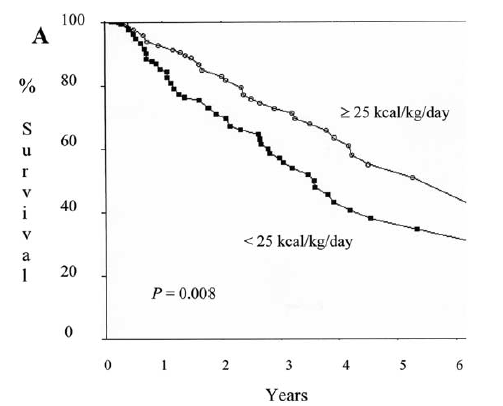 A
100
80
60
40
20
0
% Survival
≥ 25 kcal/kg/day
< 25 kcal/kg/day
P = 0.008
0 1 2 3 4 5 6
Years